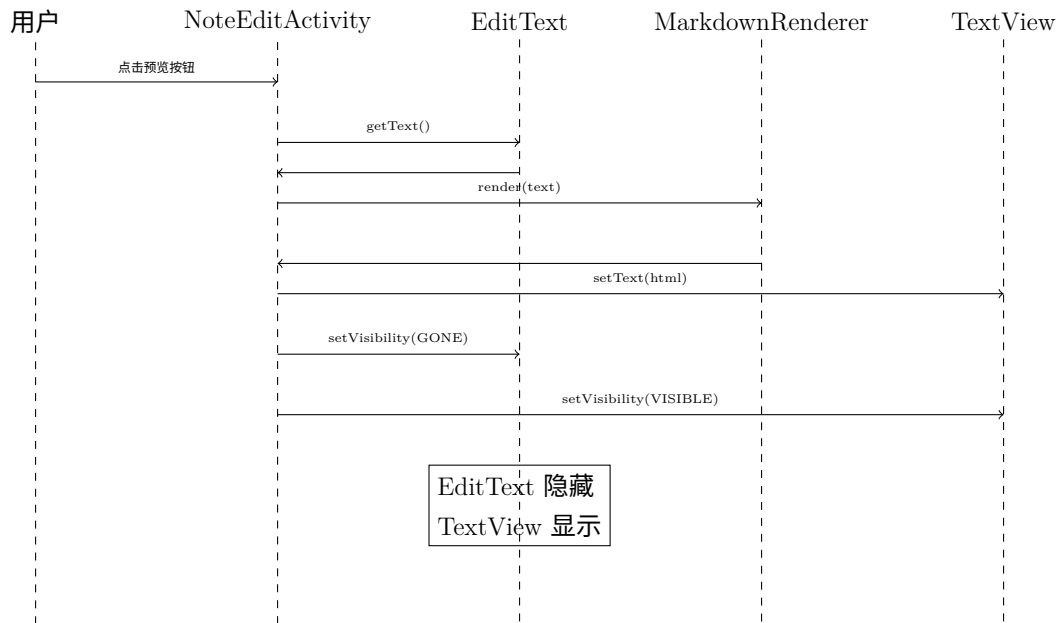 用户
NoteEditActivity
EditText
MarkdownRenderer
TextView
点击预览按钮
getText()
render(text)
setText(html)
setVisibility(GONE)
setVisibility(VISIBLE)
EditText 隐藏
TextView 显示